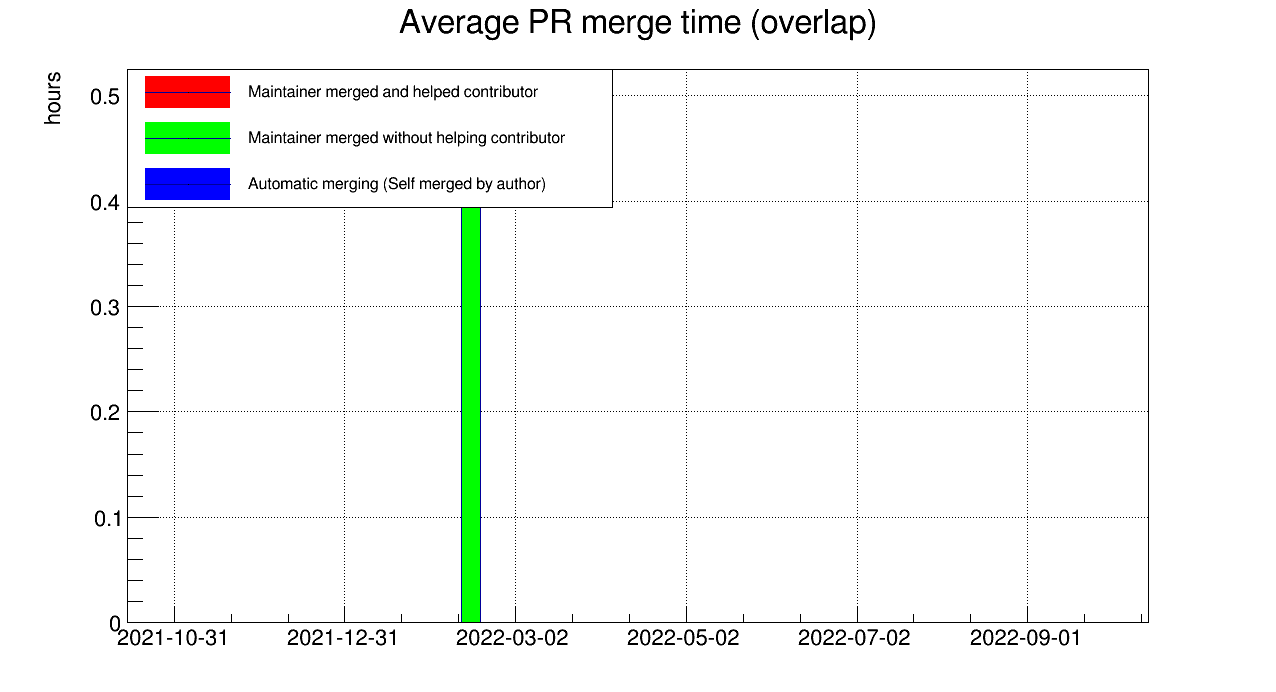 Average PR merge time (overlap)
hours
Maintainer merged and helped contributor
Maintainer merged without helping contributor
Automatic merging (Self merged by author)
0.5
0.4
0.3
0.2
0.1
0
2021-10-31 2021-12-31 2022-03-02 2022-05-02 2022-07-02 2022-09-01